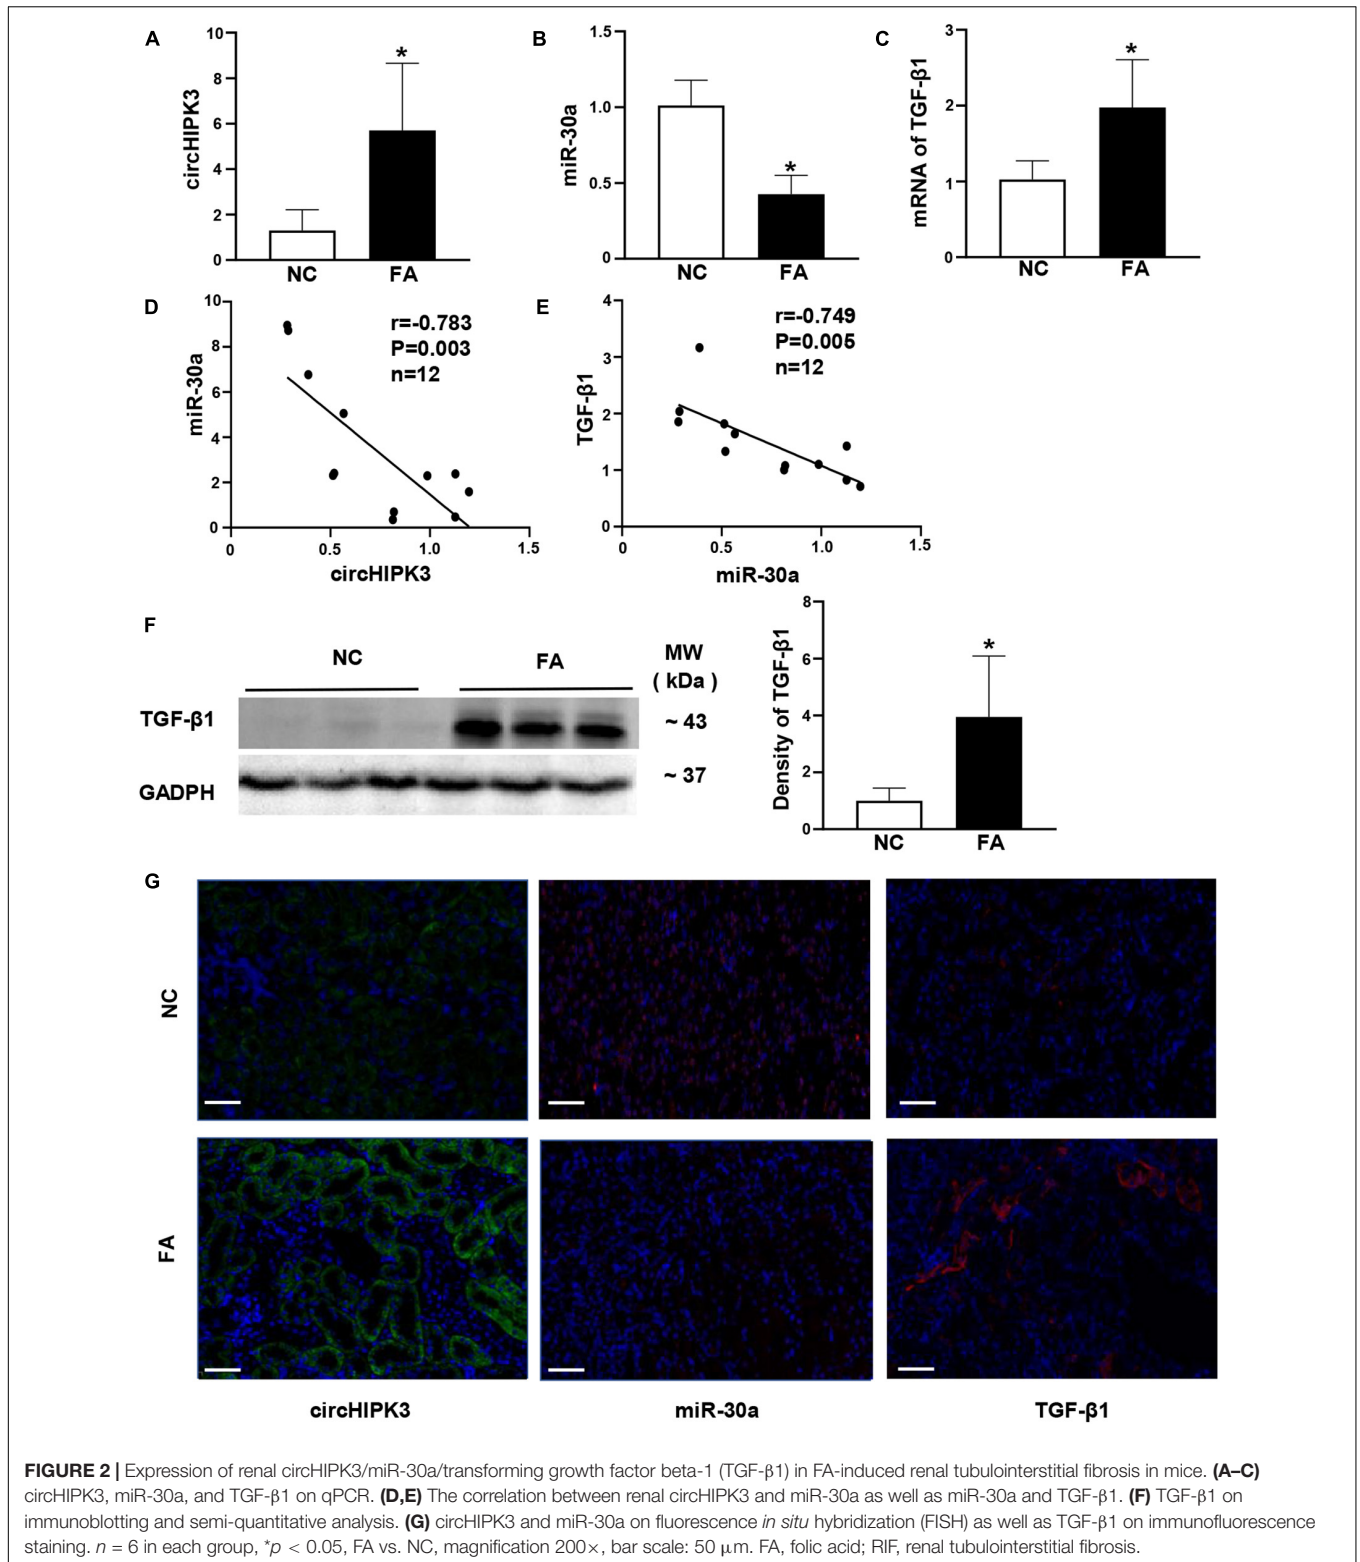 A
10
8
6
4
2
0
circHIPK3
*
NC
FA
B
1.5
1.0
0.5
0
miR-30a
*
NC
FA
C
3
2
1
0
mRNA of TGF-β1
*
NC
FA
D
10
8
6
4
2
0
miR-30a
r=-0.783
P=0.003
n=12
0
0.5
1.0
1.5
circHIPK3
E
4
3
2
1
0
TGF-β1
r=-0.749
P=0.005
n=12
0
0.5
1.0
1.5
miR-30a
F
NC
FA
MW
( kDa )
TGF-β1
~ 43
GADPH
~ 37
8
6
4
2
0
Density of TGF-β1
*
NC
FA
G
NC
FA
circHIPK3
miR-30a
TGF-β1
FIGURE 2 | Expression of renal circHIPK3/miR-30a/transforming growth factor beta-1 (TGF-β1) in FA-induced renal tubulointerstitial fibrosis in mice. (A–C)
circHIPK3, miR-30a, and TGF-β1 on qPCR. (D,E) The correlation between renal circHIPK3 and miR-30a as well as miR-30a and TGF-β1. (F) TGF-β1 on
immunoblotting and semi-quantitative analysis. (G) circHIPK3 and miR-30a on fluorescence in situ hybridization (FISH) as well as TGF-β1 on immunofluorescence
staining. n = 6 in each group, *p < 0.05, FA vs. NC, magnification 200×, bar scale: 50 μm. FA, folic acid; RIF, renal tubulointerstitial fibrosis.